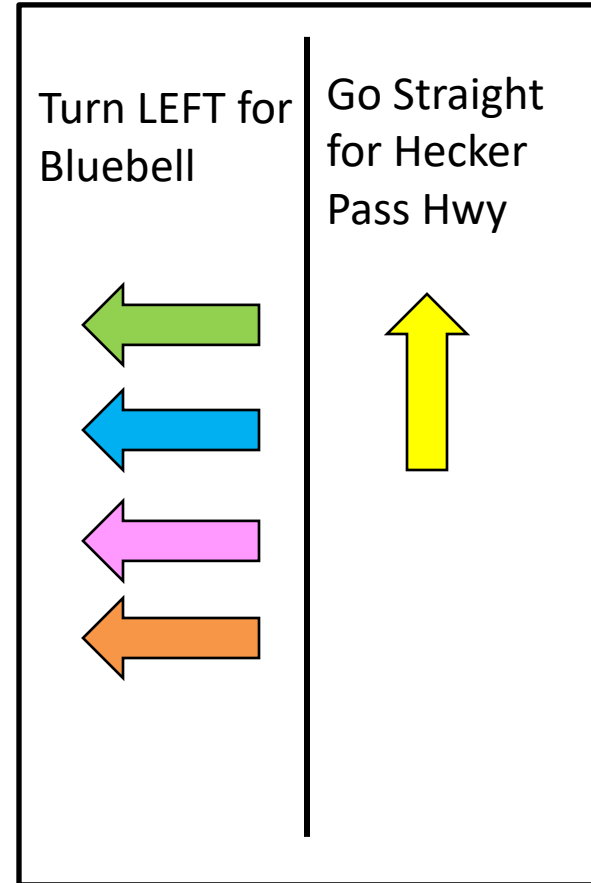 Turn LEFT for
Bluebell
Go Straight
for Hecker
Pass Hwy